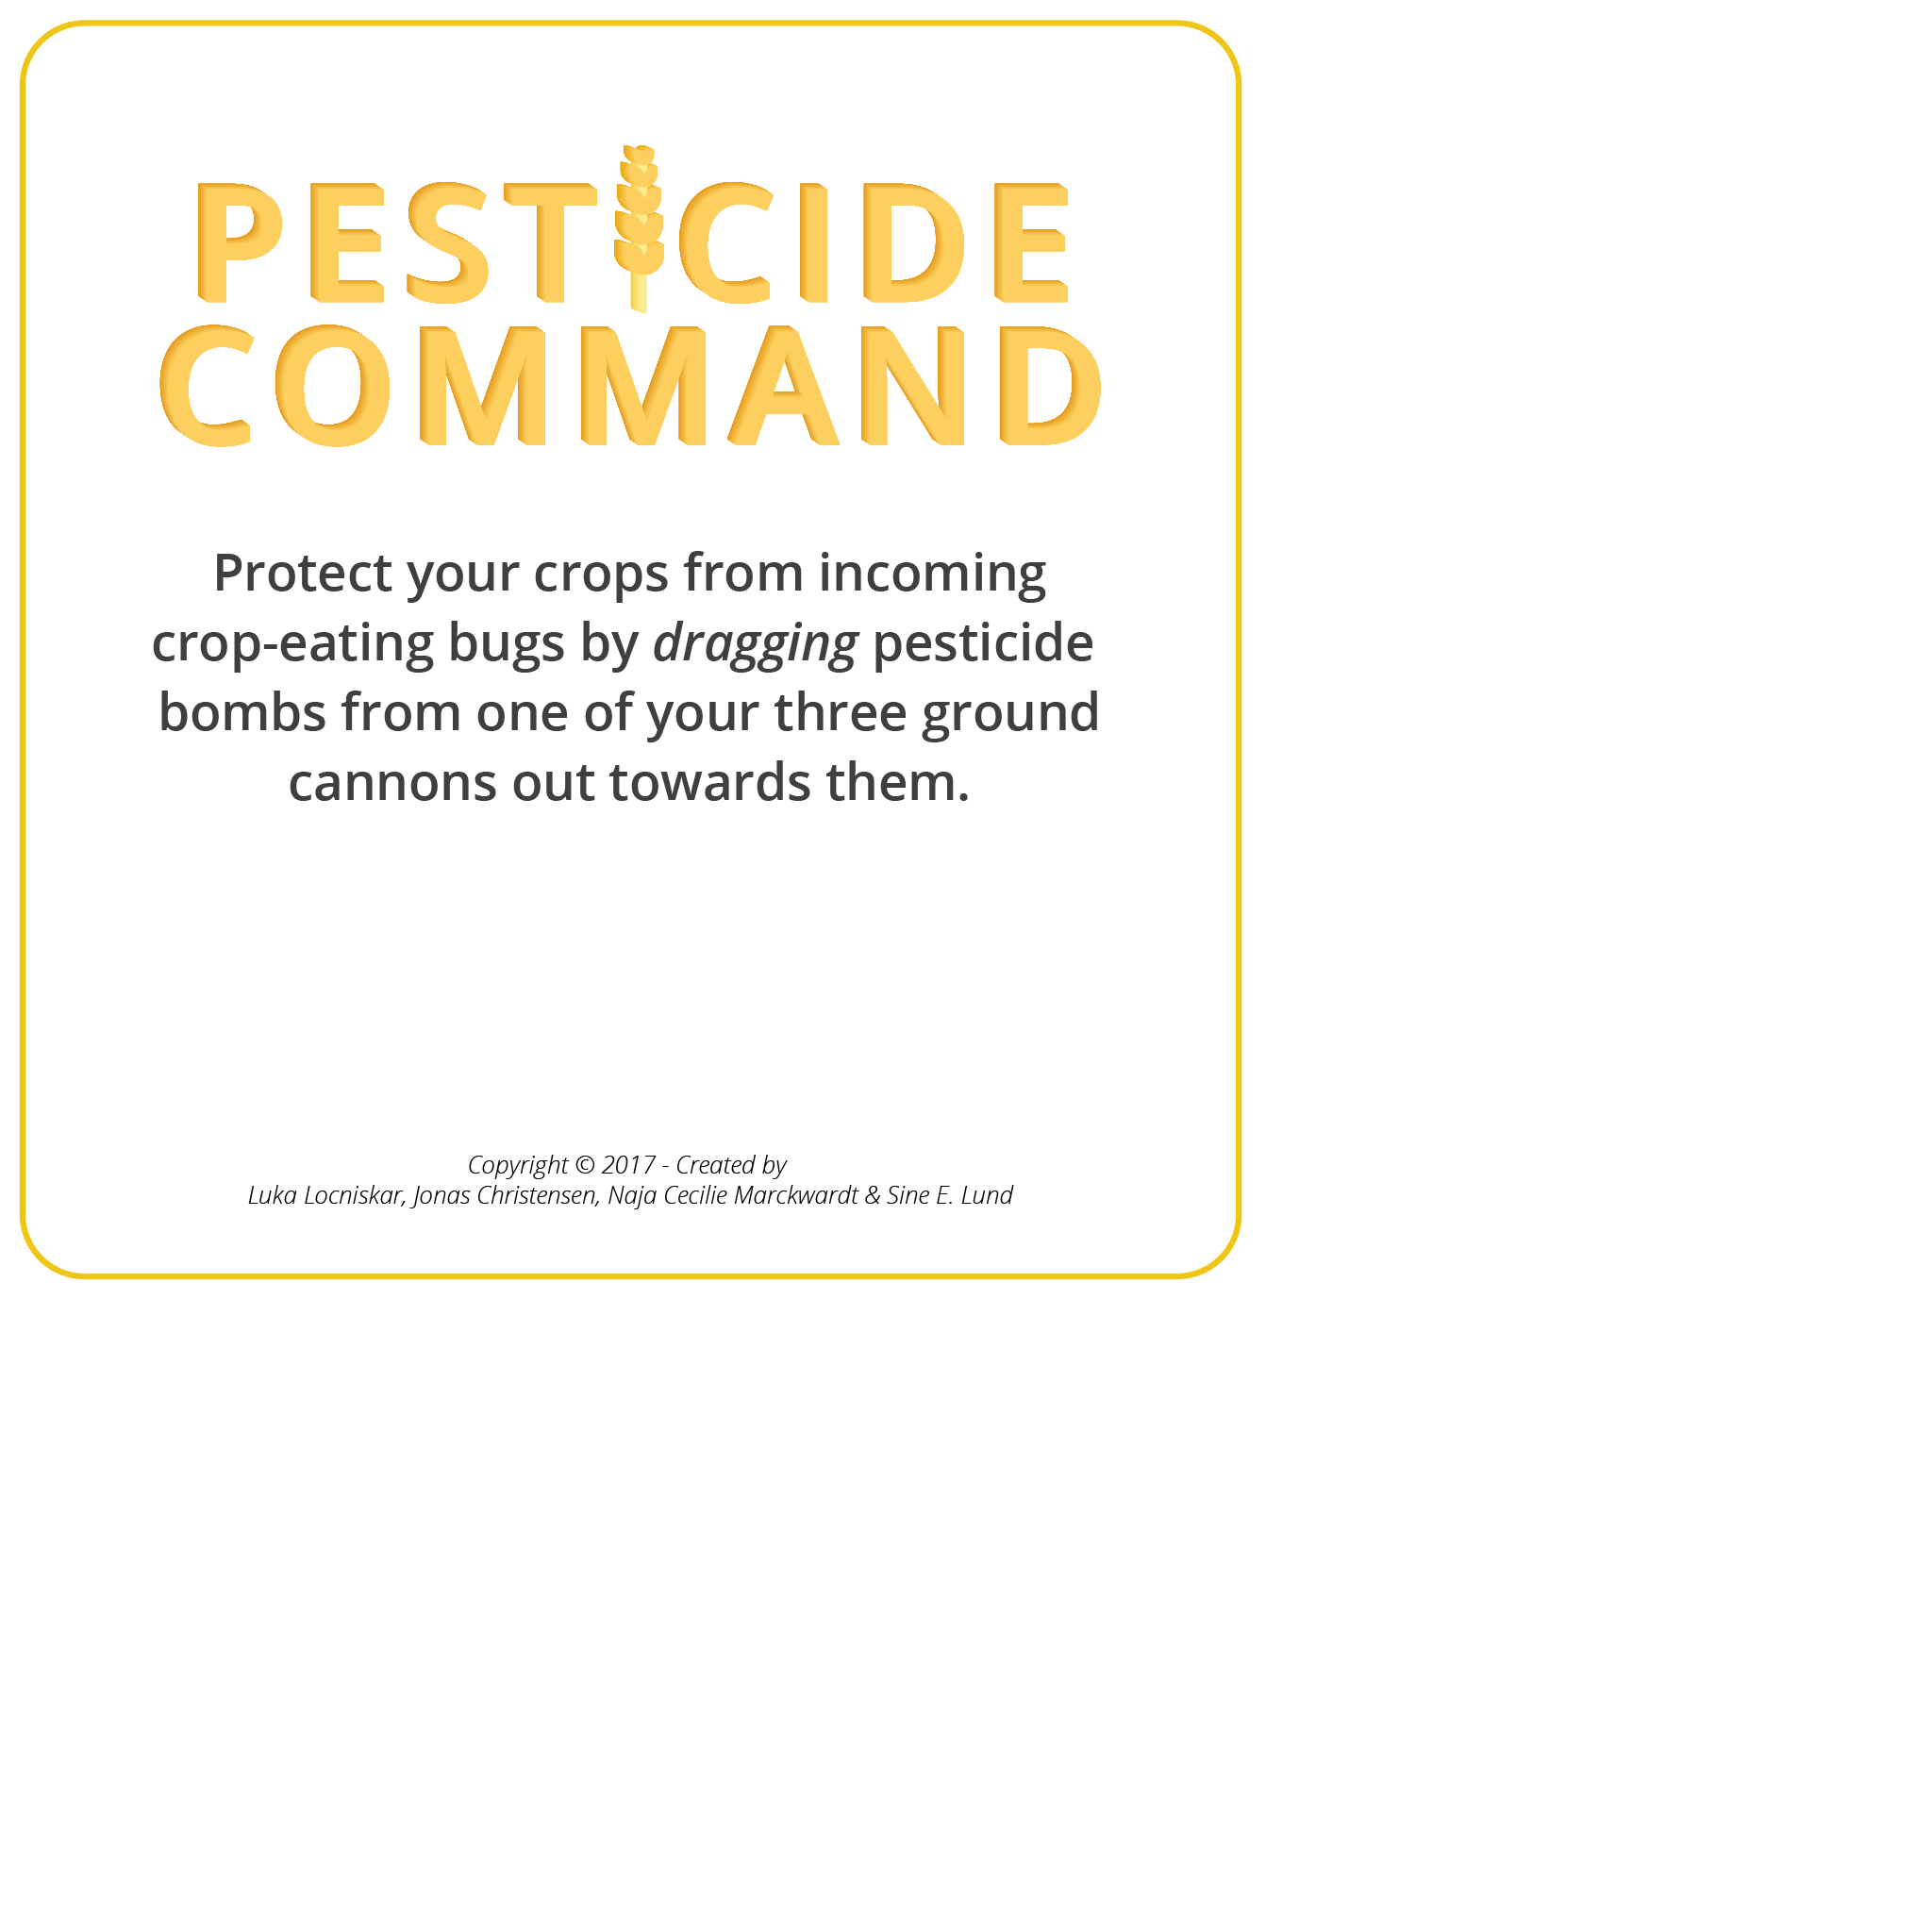 PESTICIDE
COMMAND
Protect your crops from incoming
crop-eating bugs by dragging pesticide
bombs from one of your three ground
cannons out towards them.
Copyright © 2017 - Created by
Luka Locniskar, Jonas Christensen, Naja Cecilie Marckwardt & Sine E. Lund